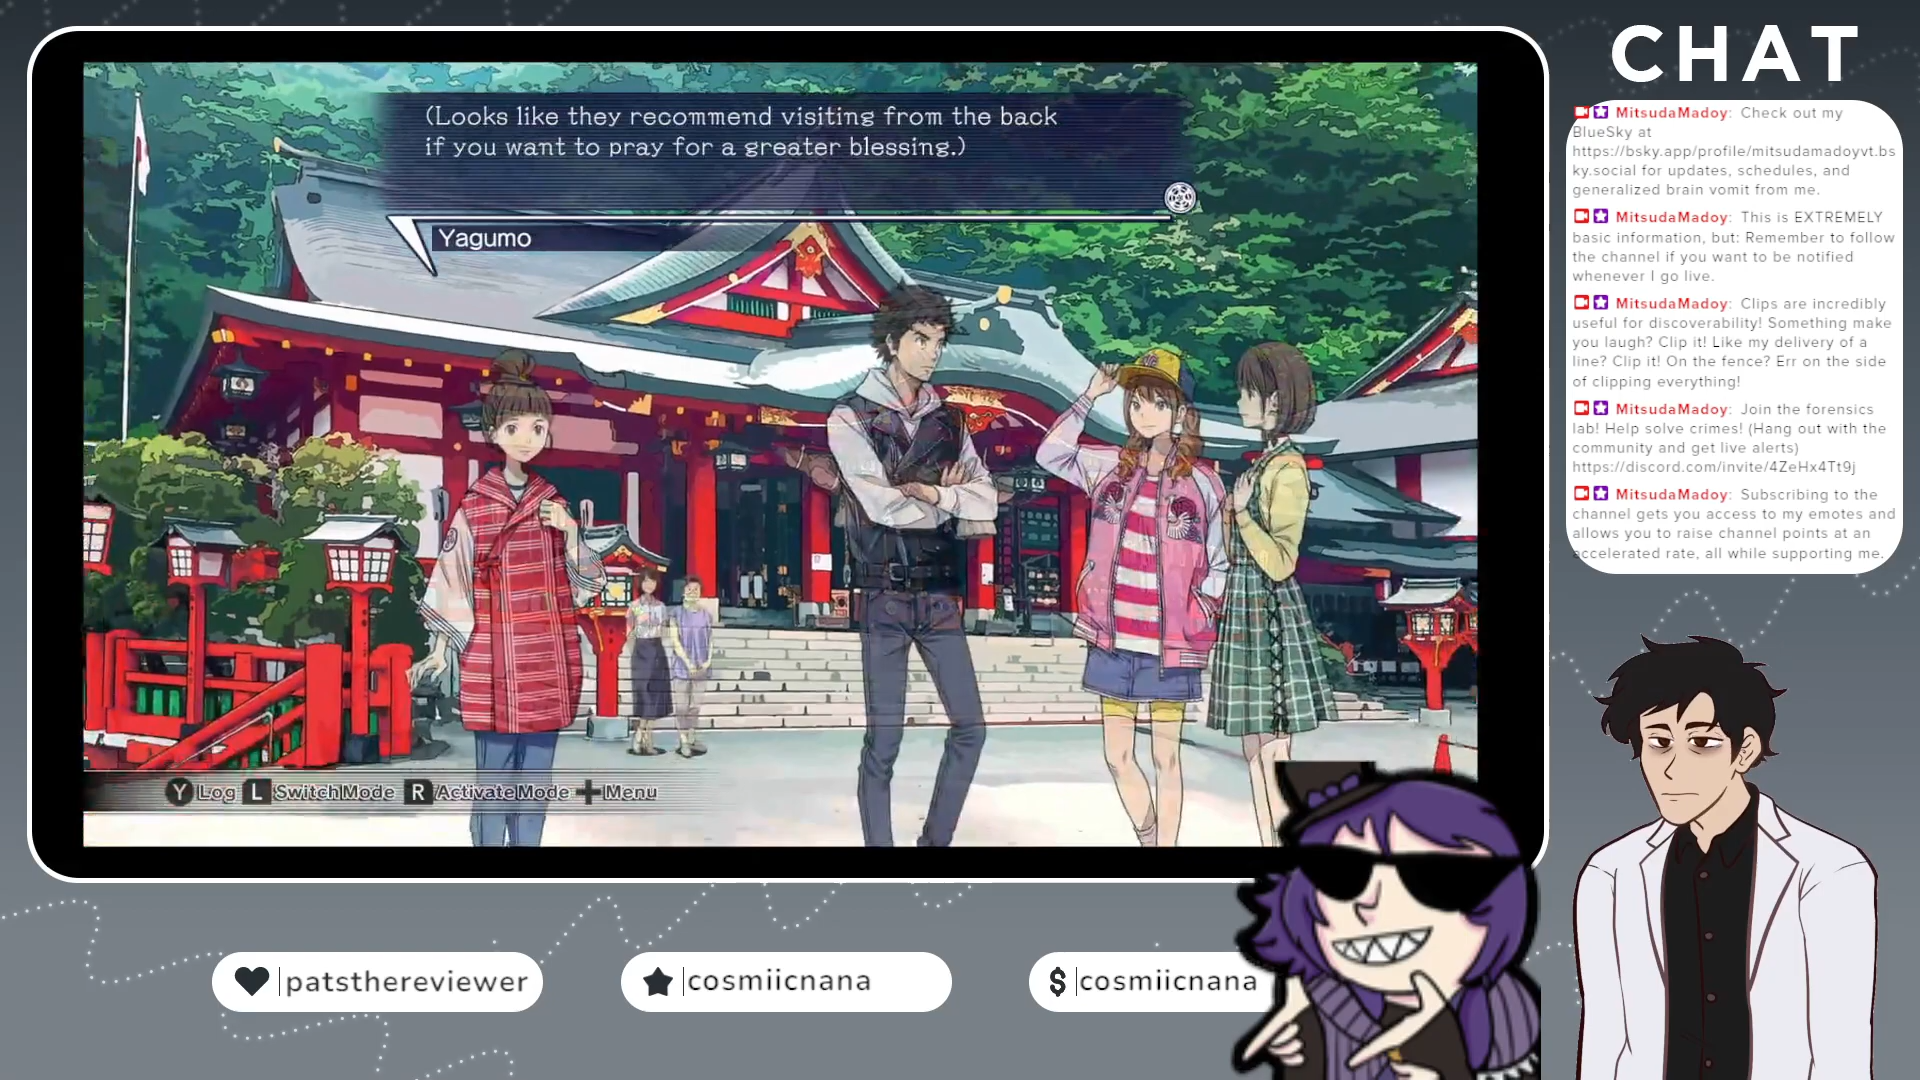 (Looks like they recommend visiting from the back
if you want to pray for a greater blessing.)
Yagumo
Y Log L SwitchMode R ActivateMode Menu
patsthereviewer
cosmiicnana
$ cosmiicnana
CHAT
MitsudaMadoy: Check out my
BlueSky at
https://bsky.app/profile/mitsudamadoyvt.bs
ky.social for updates, schedules, and
generalized brain vomit from me.
MitsudaMadoy: This is EXTREMELY
basic information, but: Remember to follow
the channel if you want to be notified
whenever I go live.
MitsudaMadoy: Clips are incredibly
useful for discoverability! Something make
you laugh? Clip it! Like my delivery of a
line? Clip it! On the fence? Err on the side
of clipping everything!
MitsudaMadoy: Join the forensics
lab! Help solve crimes! (Hang out with the
community and get live alerts)
https://discord.com/invite/4ZeHx4Tt9j
MitsudaMadoy: Subscribing to the
channel gets you access to my emotes and
allows you to raise channel points at an
accelerated rate, all while supporting me.